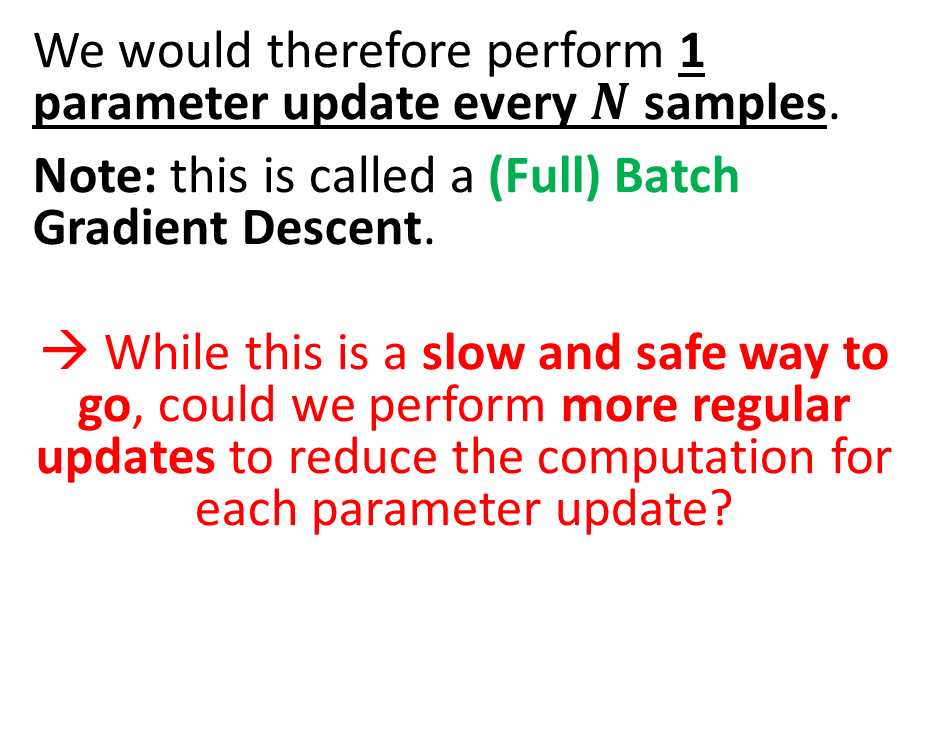 We would therefore perform 1
parameter update every N samples.
Note: this is called a (Full) Batch
Gradient Descent.
→ While this is a slow and safe way to
go, could we perform more regular
updates to reduce the computation for
each parameter update?